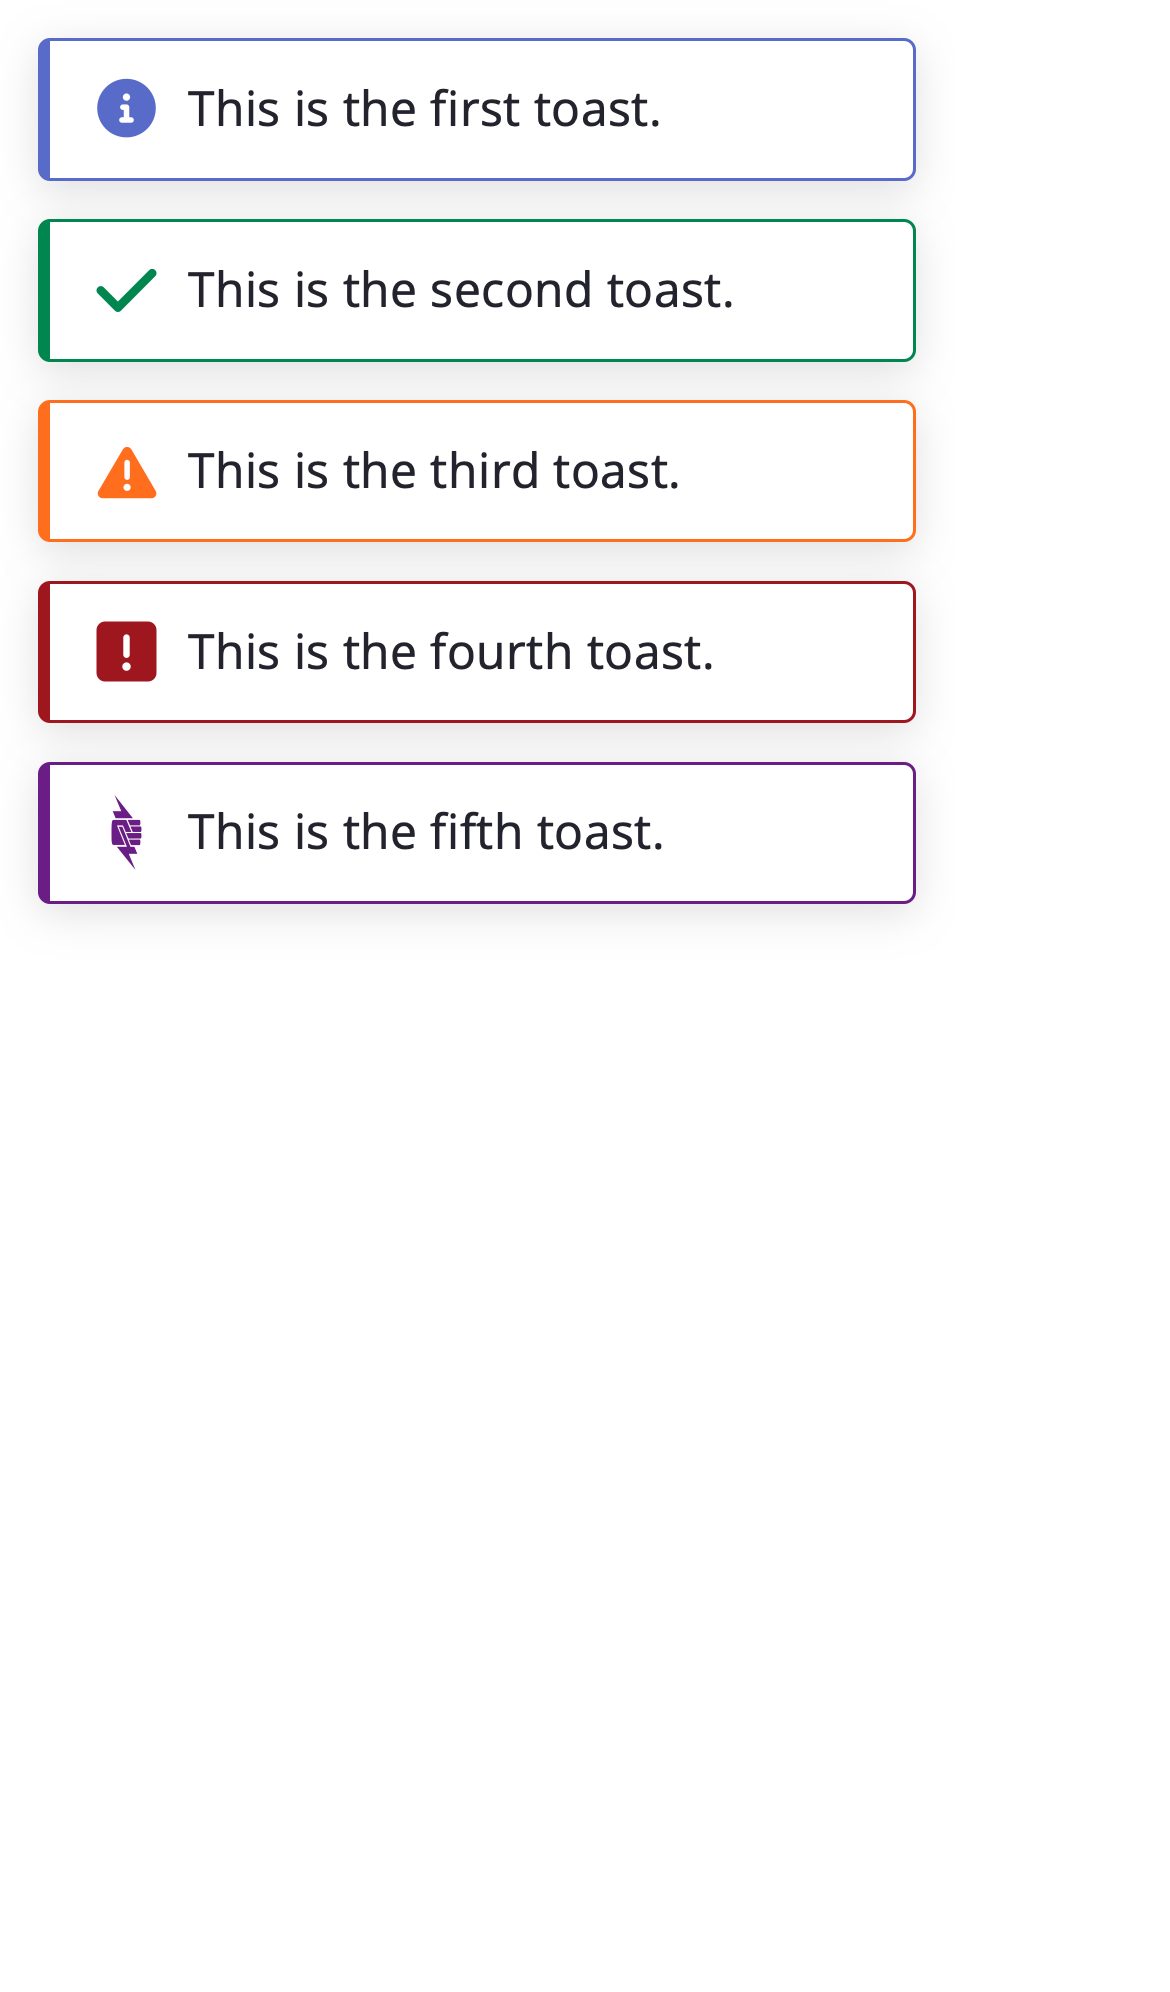 This is the first toast.
This is the second toast.
This is the third toast.
This is the fourth toast.
This is the fifth toast.